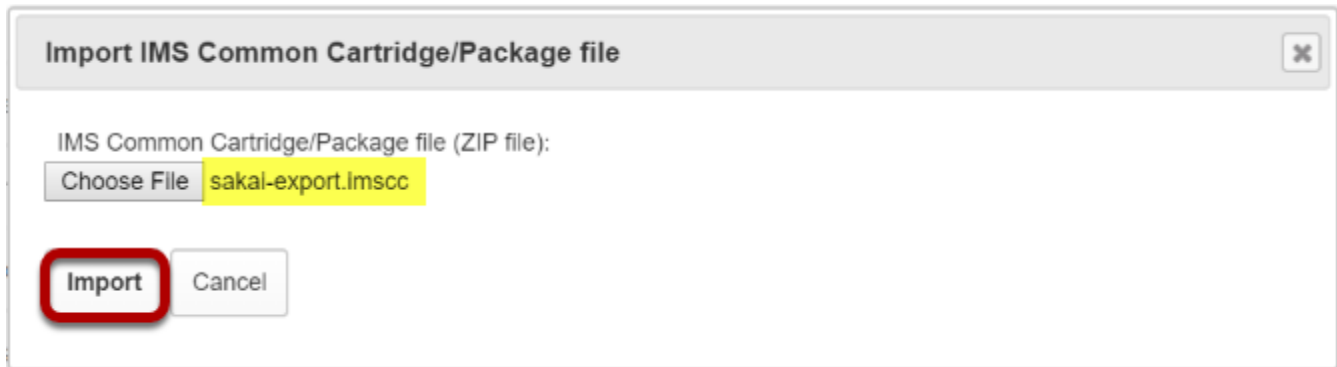 Import IMS Common Cartridge/Package file
IMS Common Cartridge/Package file (ZIP file):
Choose File sakai-export.imscc
Import Cancel